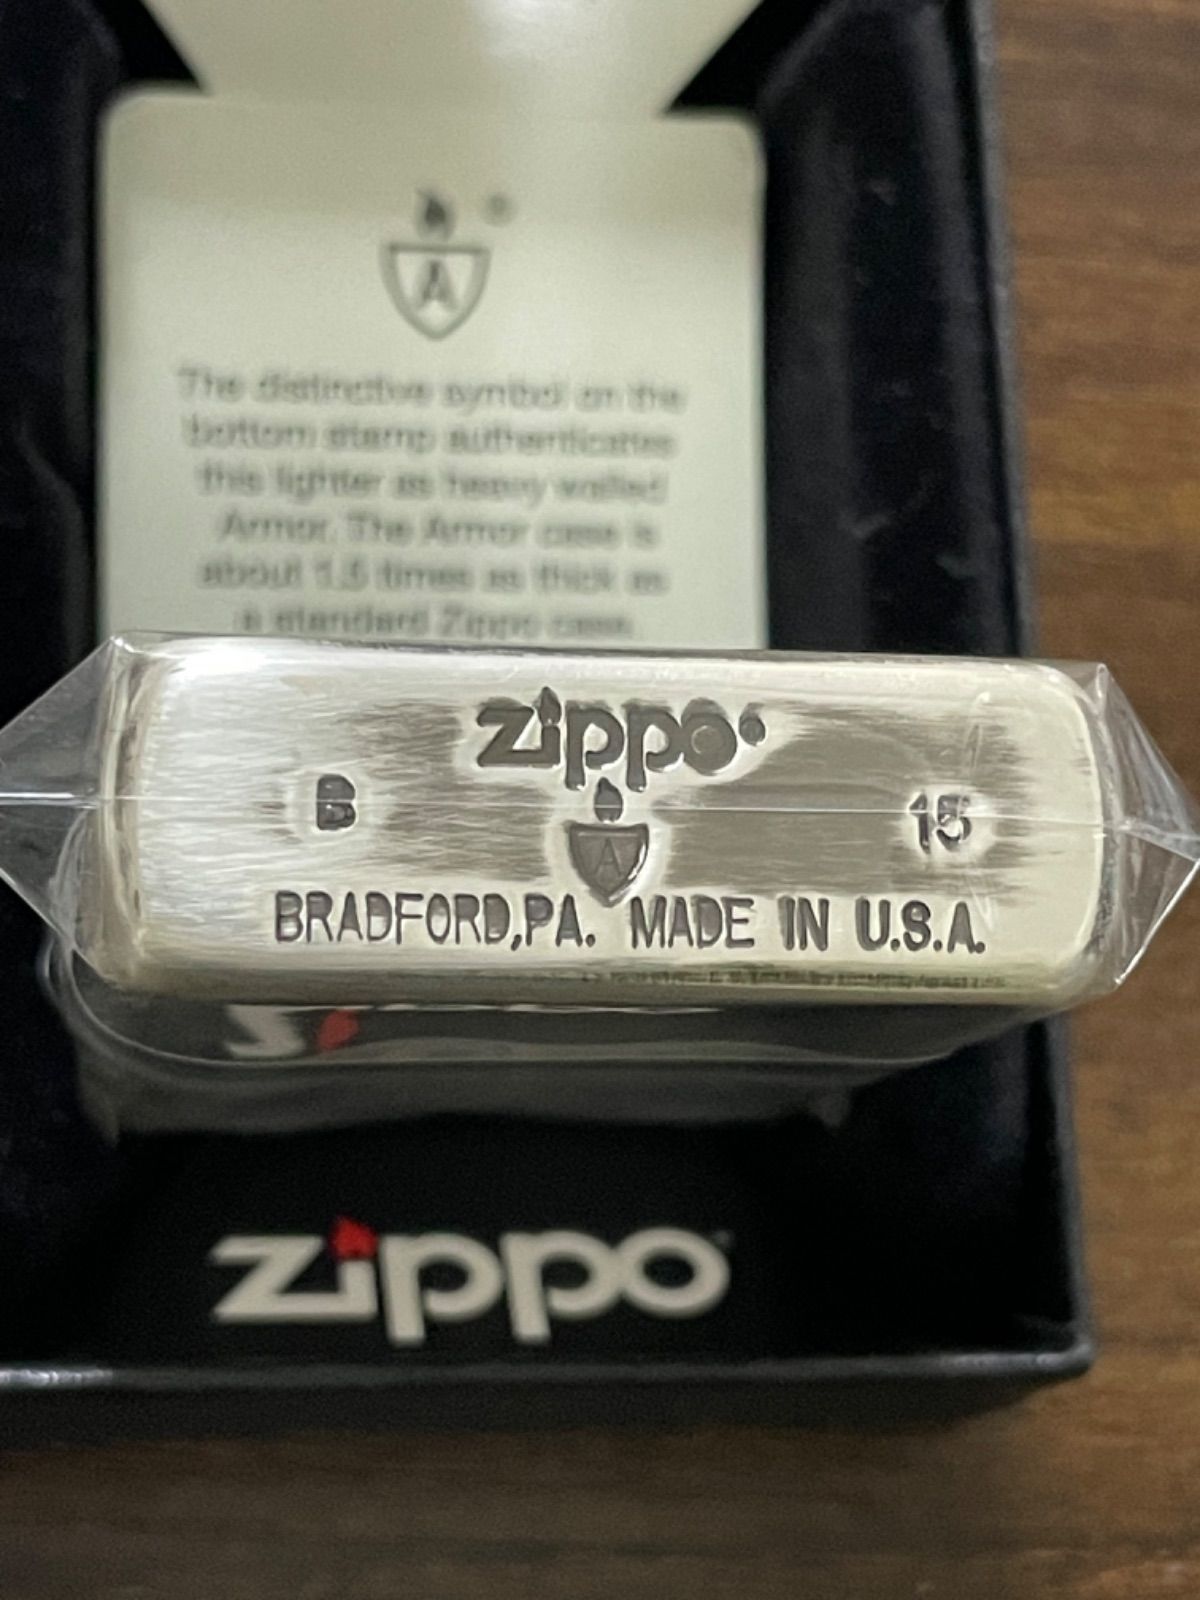 A ®
The distinctive symbol on the
bottom stamp authenticates
this lighter as heavy walled
Armor. The Armor case is
about 1.5 times as thick as
a standard Zippo case.
zippo
B 15
A
BRADFORD,PA. MADE IN U.S.A.
zippo